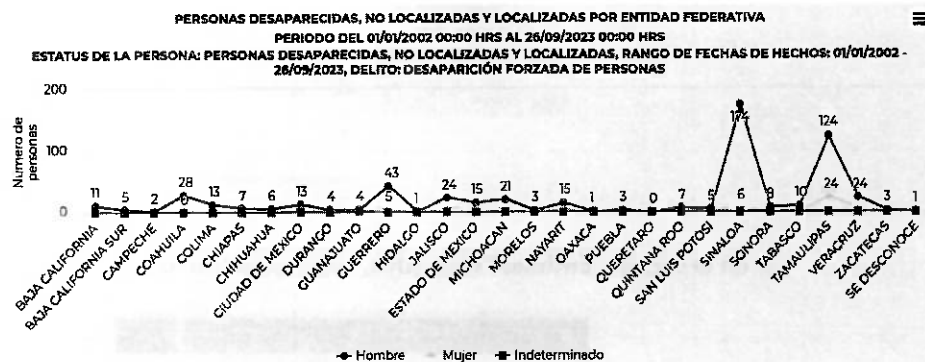 PERSONAS DESAPARECIDAS, NO LOCALIZADAS Y LOCALIZADAS POR ENTIDAD FEDERATIVA
PERIODO DEL 01/01/2002 00:00 HRS AL 26/09/2023 00:00 HRS
ESTATUS DE LA PERSONA: PERSONAS DESAPARECIDAS, NO LOCALIZADAS Y LOCALIZADAS, RANGO DE FECHAS DE HECHOS: 01/01/2002 -
26/09/2023, DELITO: DESAPARICIÓN FORZADA DE PERSONAS
Numero de
personas
200
100
0
11 5 2 28 0 13 7 6 13 4 4 43 5 1 24 15 21 3 15 1 3 0 7 5 174 6 9 10 124 24 24 3 1
BAJA CALIFORNIA
BAJA CALIFORNIA SUR
CAMPECHE
COAHUILA
COLIMA
CHIAPAS
CHIHUAHUA
CIUDAD DE MEXICO
DURANGO
GUANAJUATO
GUERRERO
HIDALGO
JALISCO
ESTADO DE MEXICO
MICHOACAN
MORELOS
NAYARIT
OAXACA
PUEBLA
QUERETARO
QUINTANA ROO
SAN LUIS POTOSI
SINALOA
SONORA
TABASCO
TAMAULIPAS
VERACRUZ
ZACATECAS
SE DESCONOCE
Hombre Mujer Indeterminado